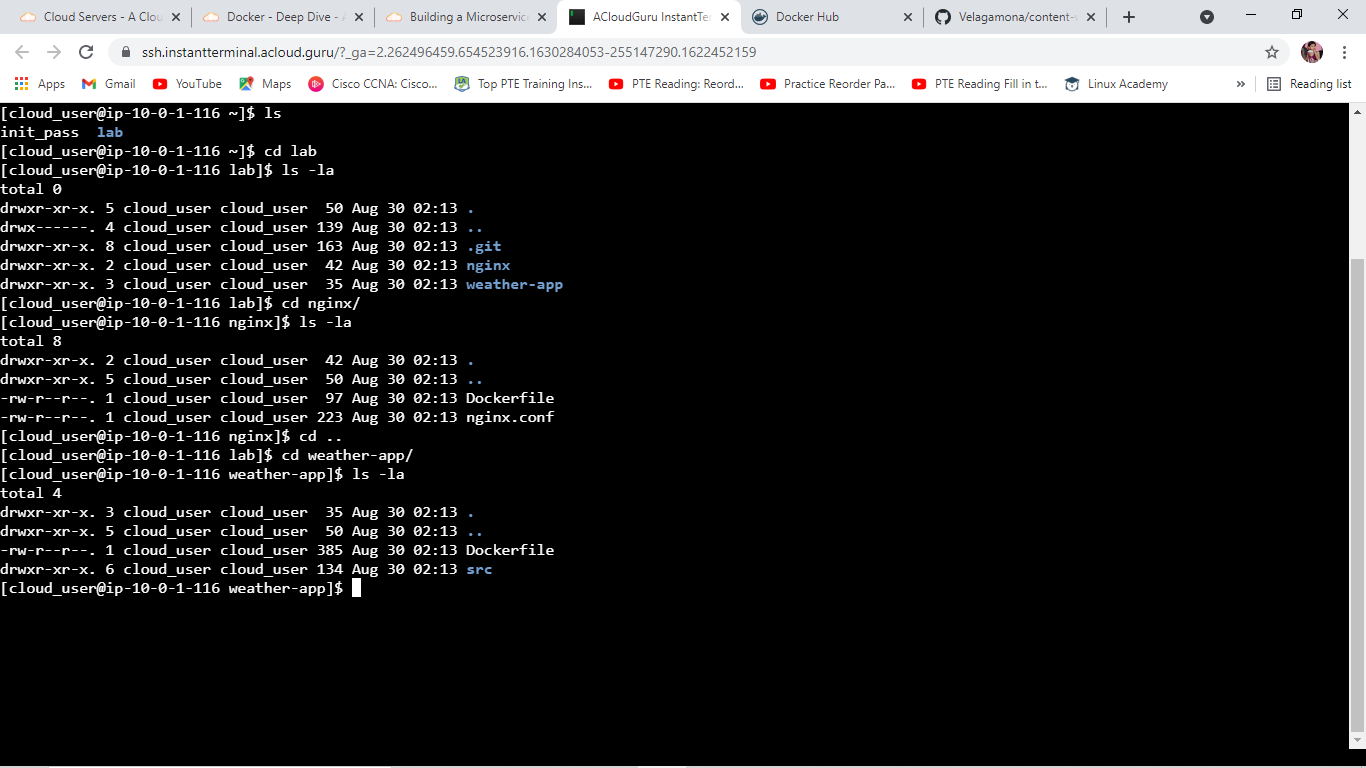 Cloud Servers - A Clou
Docker - Deep Dive - A
Building a Microservic
ACloudGuru InstantTer
Docker Hub
Velagamona/content-
ssh.instantterminal.acloud.guru/?_ga=2.262496459.654523916.1630284053-255147290.1622452159
Apps
Gmail
YouTube
Maps
Cisco CCNA: Cisco...
Top PTE Training Ins...
PTE Reading: Reord...
Practice Reorder Pa...
PTE Reading Fill in t...
Linux Academy
»
Reading list
[cloud_user@ip-10-0-1-116 ~]$ ls
init_pass  lab
[cloud_user@ip-10-0-1-116 ~]$ cd lab
[cloud_user@ip-10-0-1-116 lab]$ ls -la
total 0
drwxr-xr-x. 5 cloud_user cloud_user  50 Aug 30 02:13 .
drwx------. 4 cloud_user cloud_user 139 Aug 30 02:13 ..
drwxr-xr-x. 8 cloud_user cloud_user 163 Aug 30 02:13 .git
drwxr-xr-x. 2 cloud_user cloud_user  42 Aug 30 02:13 nginx
drwxr-xr-x. 3 cloud_user cloud_user  35 Aug 30 02:13 weather-app
[cloud_user@ip-10-0-1-116 lab]$ cd nginx/
[cloud_user@ip-10-0-1-116 nginx]$ ls -la
total 8
drwxr-xr-x. 2 cloud_user cloud_user  42 Aug 30 02:13 .
drwxr-xr-x. 5 cloud_user cloud_user  50 Aug 30 02:13 ..
-rw-r--r--. 1 cloud_user cloud_user  97 Aug 30 02:13 Dockerfile
-rw-r--r--. 1 cloud_user cloud_user 223 Aug 30 02:13 nginx.conf
[cloud_user@ip-10-0-1-116 nginx]$ cd ..
[cloud_user@ip-10-0-1-116 lab]$ cd weather-app/
[cloud_user@ip-10-0-1-116 weather-app]$ ls -la
total 4
drwxr-xr-x. 3 cloud_user cloud_user  35 Aug 30 02:13 .
drwxr-xr-x. 5 cloud_user cloud_user  50 Aug 30 02:13 ..
-rw-r--r--. 1 cloud_user cloud_user 385 Aug 30 02:13 Dockerfile
drwxr-xr-x. 6 cloud_user cloud_user 134 Aug 30 02:13 src
[cloud_user@ip-10-0-1-116 weather-app]$